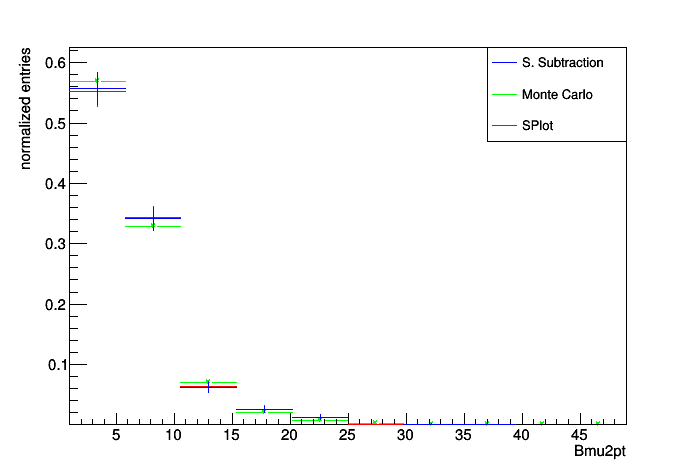 normalized entries
0.6
0.5
0.4
0.3
0.2
0.1
S. Subtraction
Monte Carlo
SPlot
5 10 15 20 25 30 35 40 45
Bmu2pt